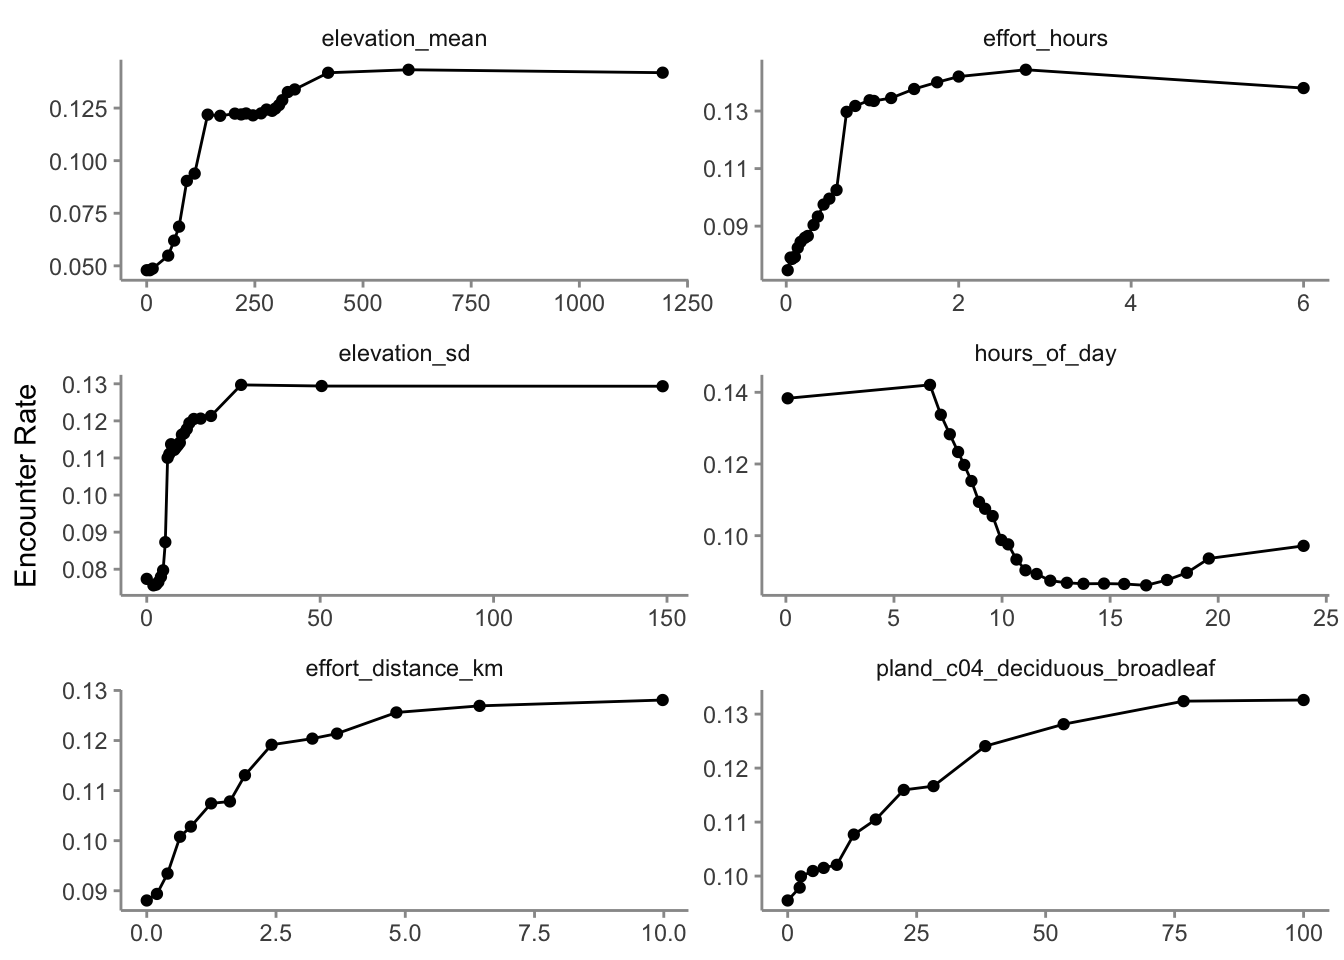 elevation_mean
0.125
0.100
0.075
0.050
0 250 500 750 1000 1250
effort_hours
0.13
0.11
0.09
0 2 4 6
Encounter Rate
elevation_sd
0.13
0.12
0.11
0.10
0.09
0.08
0 50 100 150
hours_of_day
0.14
0.12
0.10
0 5 10 15 20 25
effort_distance_km
0.13
0.12
0.11
0.10
0.09
0.0 2.5 5.0 7.5 10.0
pland_c04_deciduous_broadleaf
0.13
0.12
0.11
0.10
0 25 50 75 100